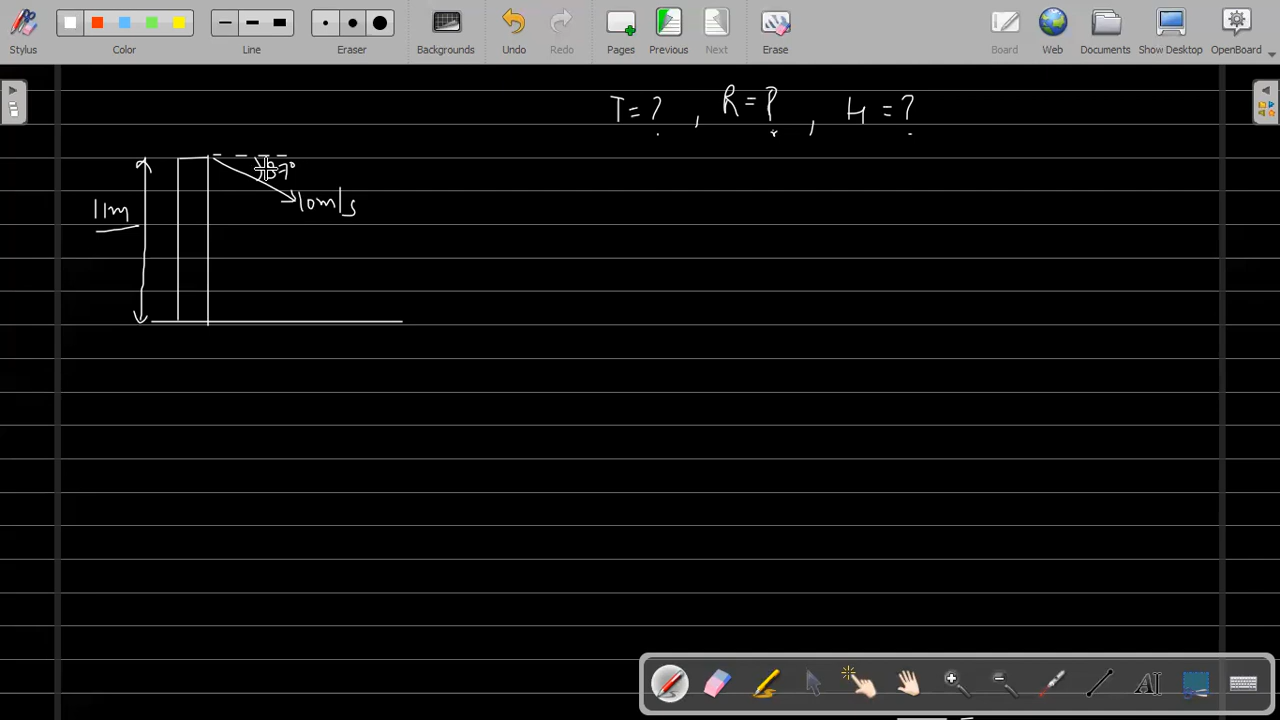 Stylus Color Line Eraser Backgrounds Undo Redo Pages Previous Next Erase Board Web Documents Show Desktop OpenBoard
T = ? , R = ? , H = ?
37°
11m 10m/s